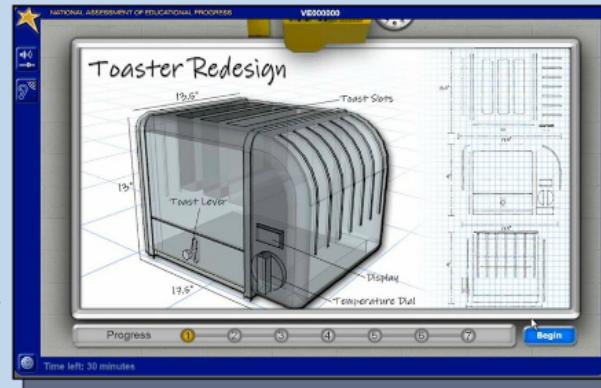 NATIONAL ASSESSMENT OF EDUCATIONAL PROGRESS
VE000000
Toaster Redesign
13.5"
Toast Slots
13"
Toast Lever
Display
17.5"
Temperature Dial
Progress 1 2 3 4 5 6 7
Begin
Time left: 30 minutes